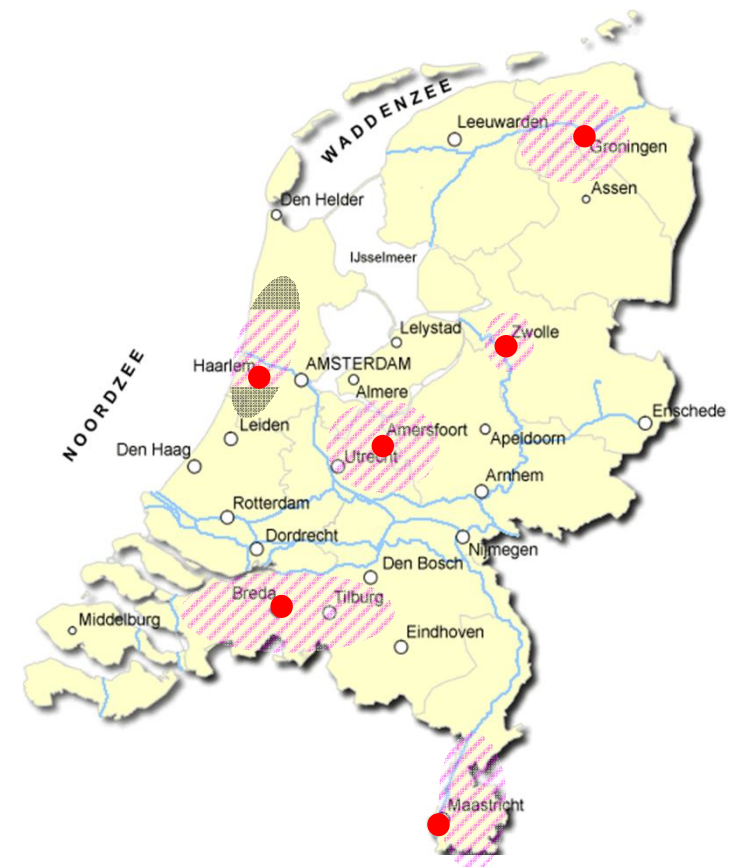 WADDENZEE
Leeuwarden
Groningen
Assen
Den Helder
IJsselmeer
Lelystad
Zwolle
NOORDZEE
Haarlem
AMSTERDAM
Almere
Enschede
Leiden
Amersfoort
Apeldoorn
Den Haag
Utrecht
Arnhem
Rotterdam
Dordrecht
Nijmegen
Den Bosch
Breda
Tilburg
Middelburg
Eindhoven
Maastricht